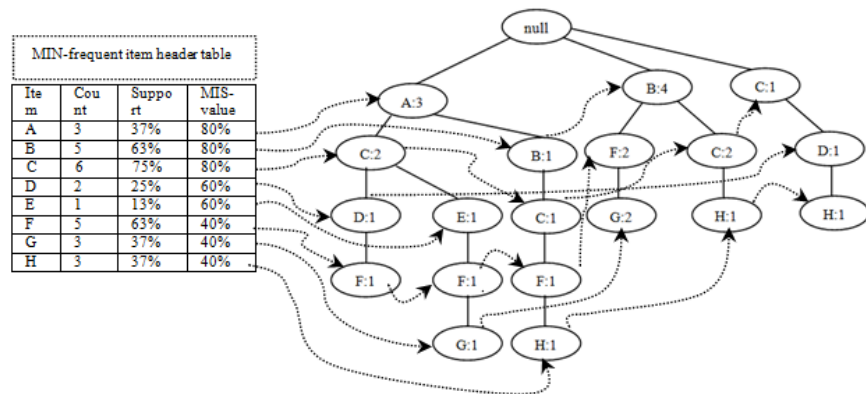 MIN-frequent item header table
Ite Cou Suppo MIS-
m nt rt value
A 3 37% 80%
B 5 63% 80%
C 6 75% 80%
D 2 25% 60%
E 1 13% 60%
F 5 63% 40%
G 3 37% 40%
H 3 37% 40%
null
A:3 B:4 C:1
C:2 B:1 F:2 C:2 D:1
D:1 E:1 C:1 G:2 H:1 H:1
F:1 F:1 F:1
G:1 H:1